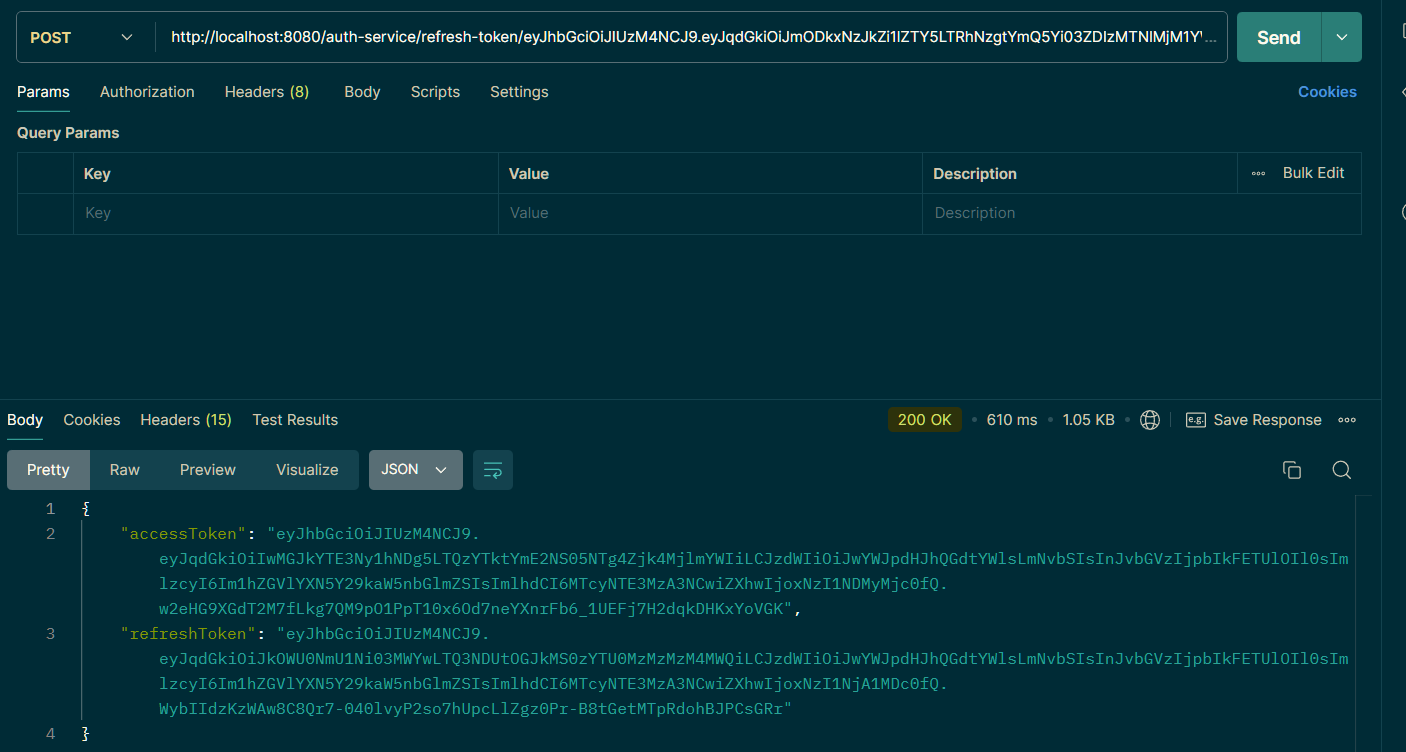 POST
http://localhost:8080/auth-service/refresh-token/eyJhbGciOiJIUzM4NCJ9.eyJqdGkiOiJmODkxNzJkZi1lZTY5LTRhNzgtYmQ5Yi03ZDIzMTNlMjM1Y...
Send
Params Authorization Headers (8) Body Scripts Settings Cookies
Query Params
Key Value Description Bulk Edit
Key Value Description
Body Cookies Headers (15) Test Results 200 OK 610 ms 1.05 KB e.g. Save Response
Pretty Raw Preview Visualize JSON
1 {
2 "accessToken": "eyJhbGciOiJIUzM4NCJ9.
eyJqdGkiOiIwMGJkYTE3Ny1hNDg5LTQzYTktYmE2NS05NTg4Zjk4MjlmYWIiLCJzdWIiOiJwYWJpdHJhQGdtYWlsLmNvbSIsInJvbGVzIjpbIkFETUlOIl0sIm
lzcyI6Im1hZGVlYXN5Y29kaW5nbGlmZSIsImlhdCI6MTcyNTE3MzA3NCwiZXhwIjoxNzI1NDMyMjc0fQ.
w2eHG9XGdT2M7fLkg7QM9pO1PpT10x6Od7neYXnrFb6_1UEFj7H2dqkDHKxYoVGK",
3 "refreshToken": "eyJhbGciOiJIUzM4NCJ9.
eyJqdGkiOiJkOWU0NmU1Ni03MWYwLTQ3NDUtOGJkMS0zYTU0MzMzMzM4MWQiLCJzdWIiOiJwYWJpdHJhQGdtYWlsLmNvbSIsInJvbGVzIjpbIkFETUlOIl0sIm
lzcyI6Im1hZGVlYXN5Y29kaW5nbGlmZSIsImlhdCI6MTcyNTE3MzA3NCwiZXhwIjoxNzI1NjA1MDc0fQ.
WybIIdzKzWAw8C8Qr7-040lvyP2so7hUpcLlZgz0Pr-B8tGetMTpRdohBJPCsGRr"
4 }